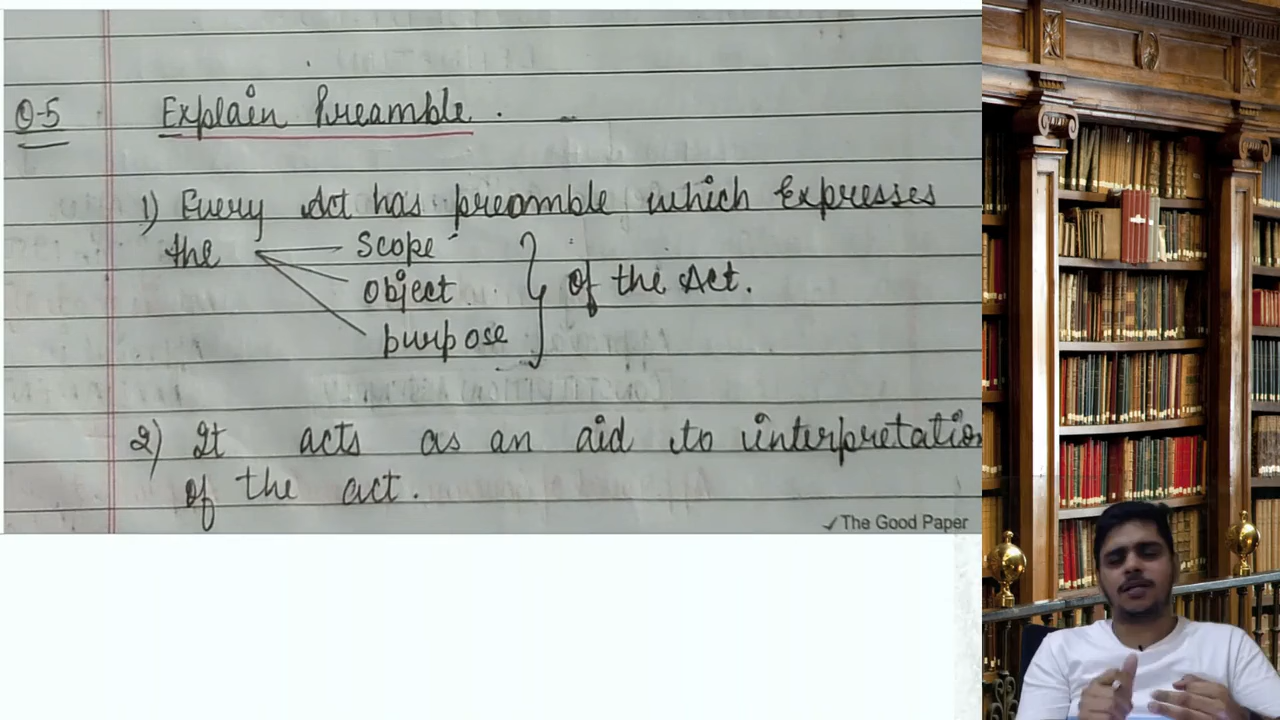 Q-5 Explain Preamble.
1) Every Act has preamble which Expresses
the scope
object of the Act.
purpose
2) It acts as an aid to interpretation
of the act.
✓The Good Paper